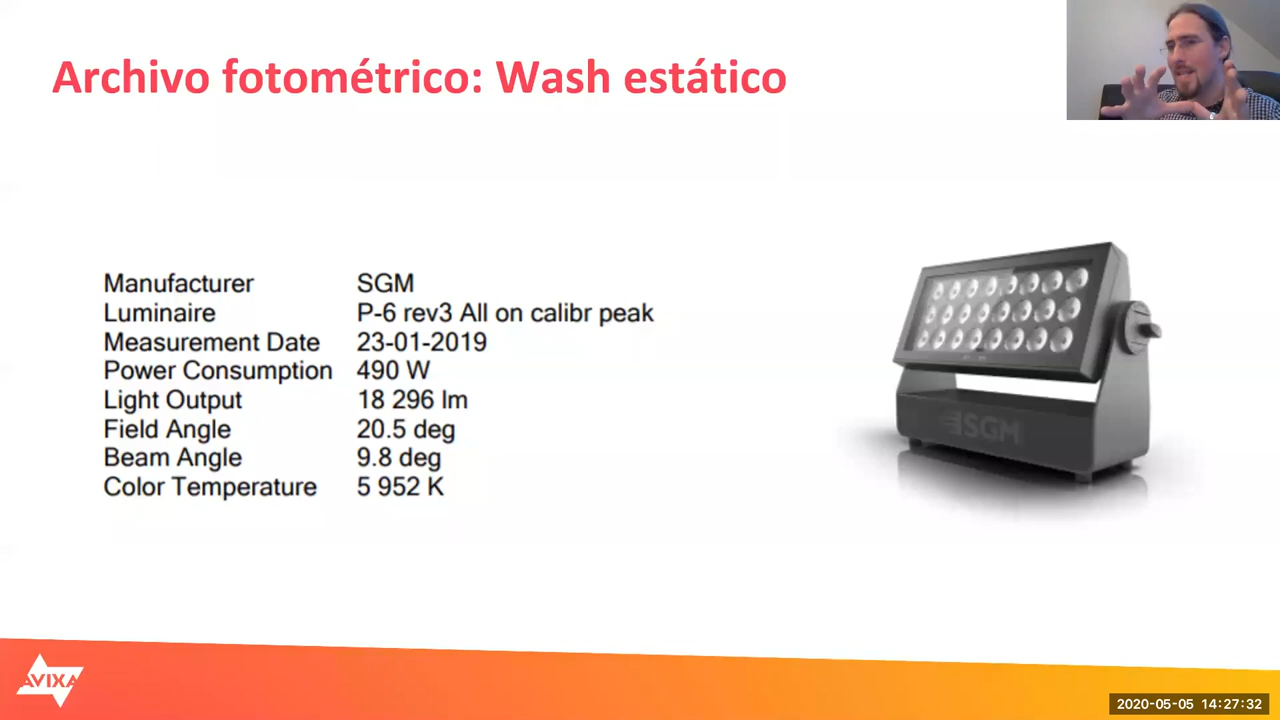 Archivo fotométrico: Wash estático
Manufacturer SGM
Luminaire P-6 rev3 All on calibr peak
Measurement Date 23-01-2019
Power Consumption 490 W
Light Output 18 296 lm
Field Angle 20.5 deg
Beam Angle 9.8 deg
Color Temperature 5 952 K
SGM
AVIXA
2020-05-05 14:27:32